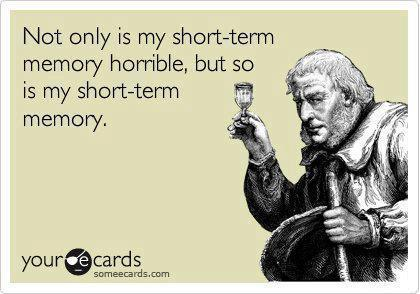 Not only is my short-term
memory horrible, but so
is my short-term
memory.
your e cards
someecards.com